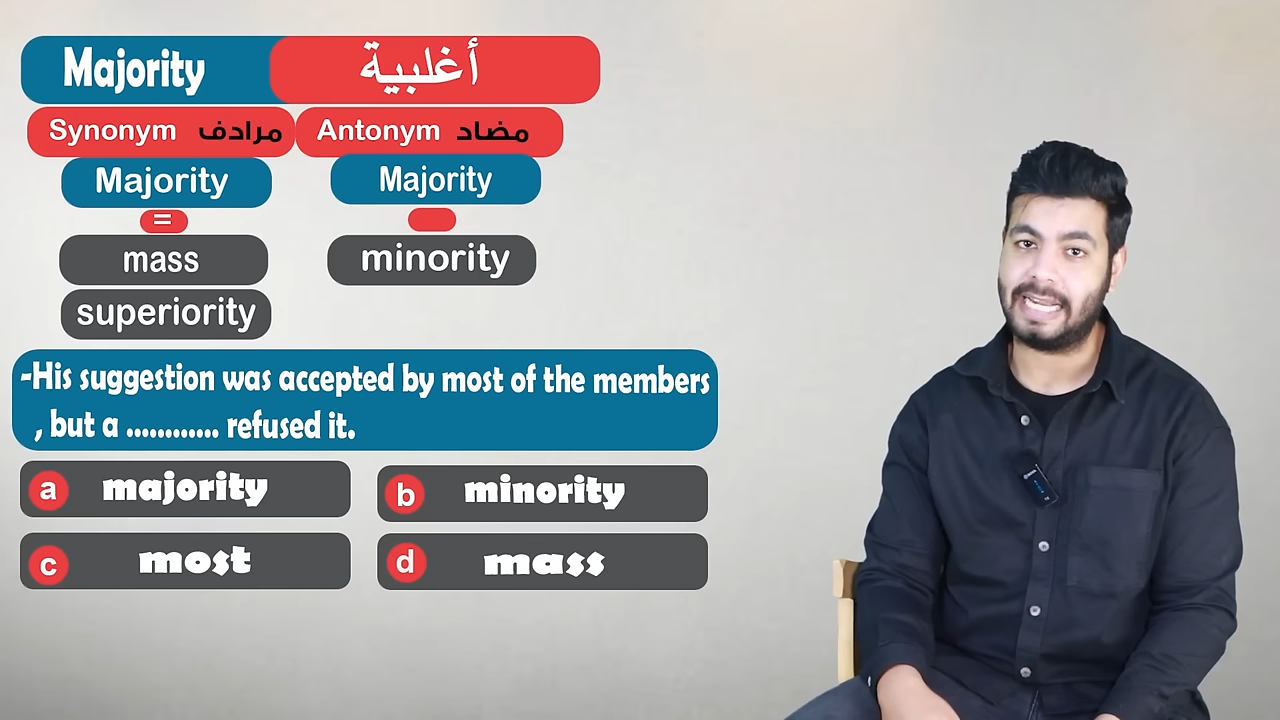 Majority أغلبية
Synonym مرادف Antonym مضاد
Majority Majority
=
mass minority
superiority
-His suggestion was accepted by most of the members
, but a ............ refused it.
a majority b minority
c most d mass